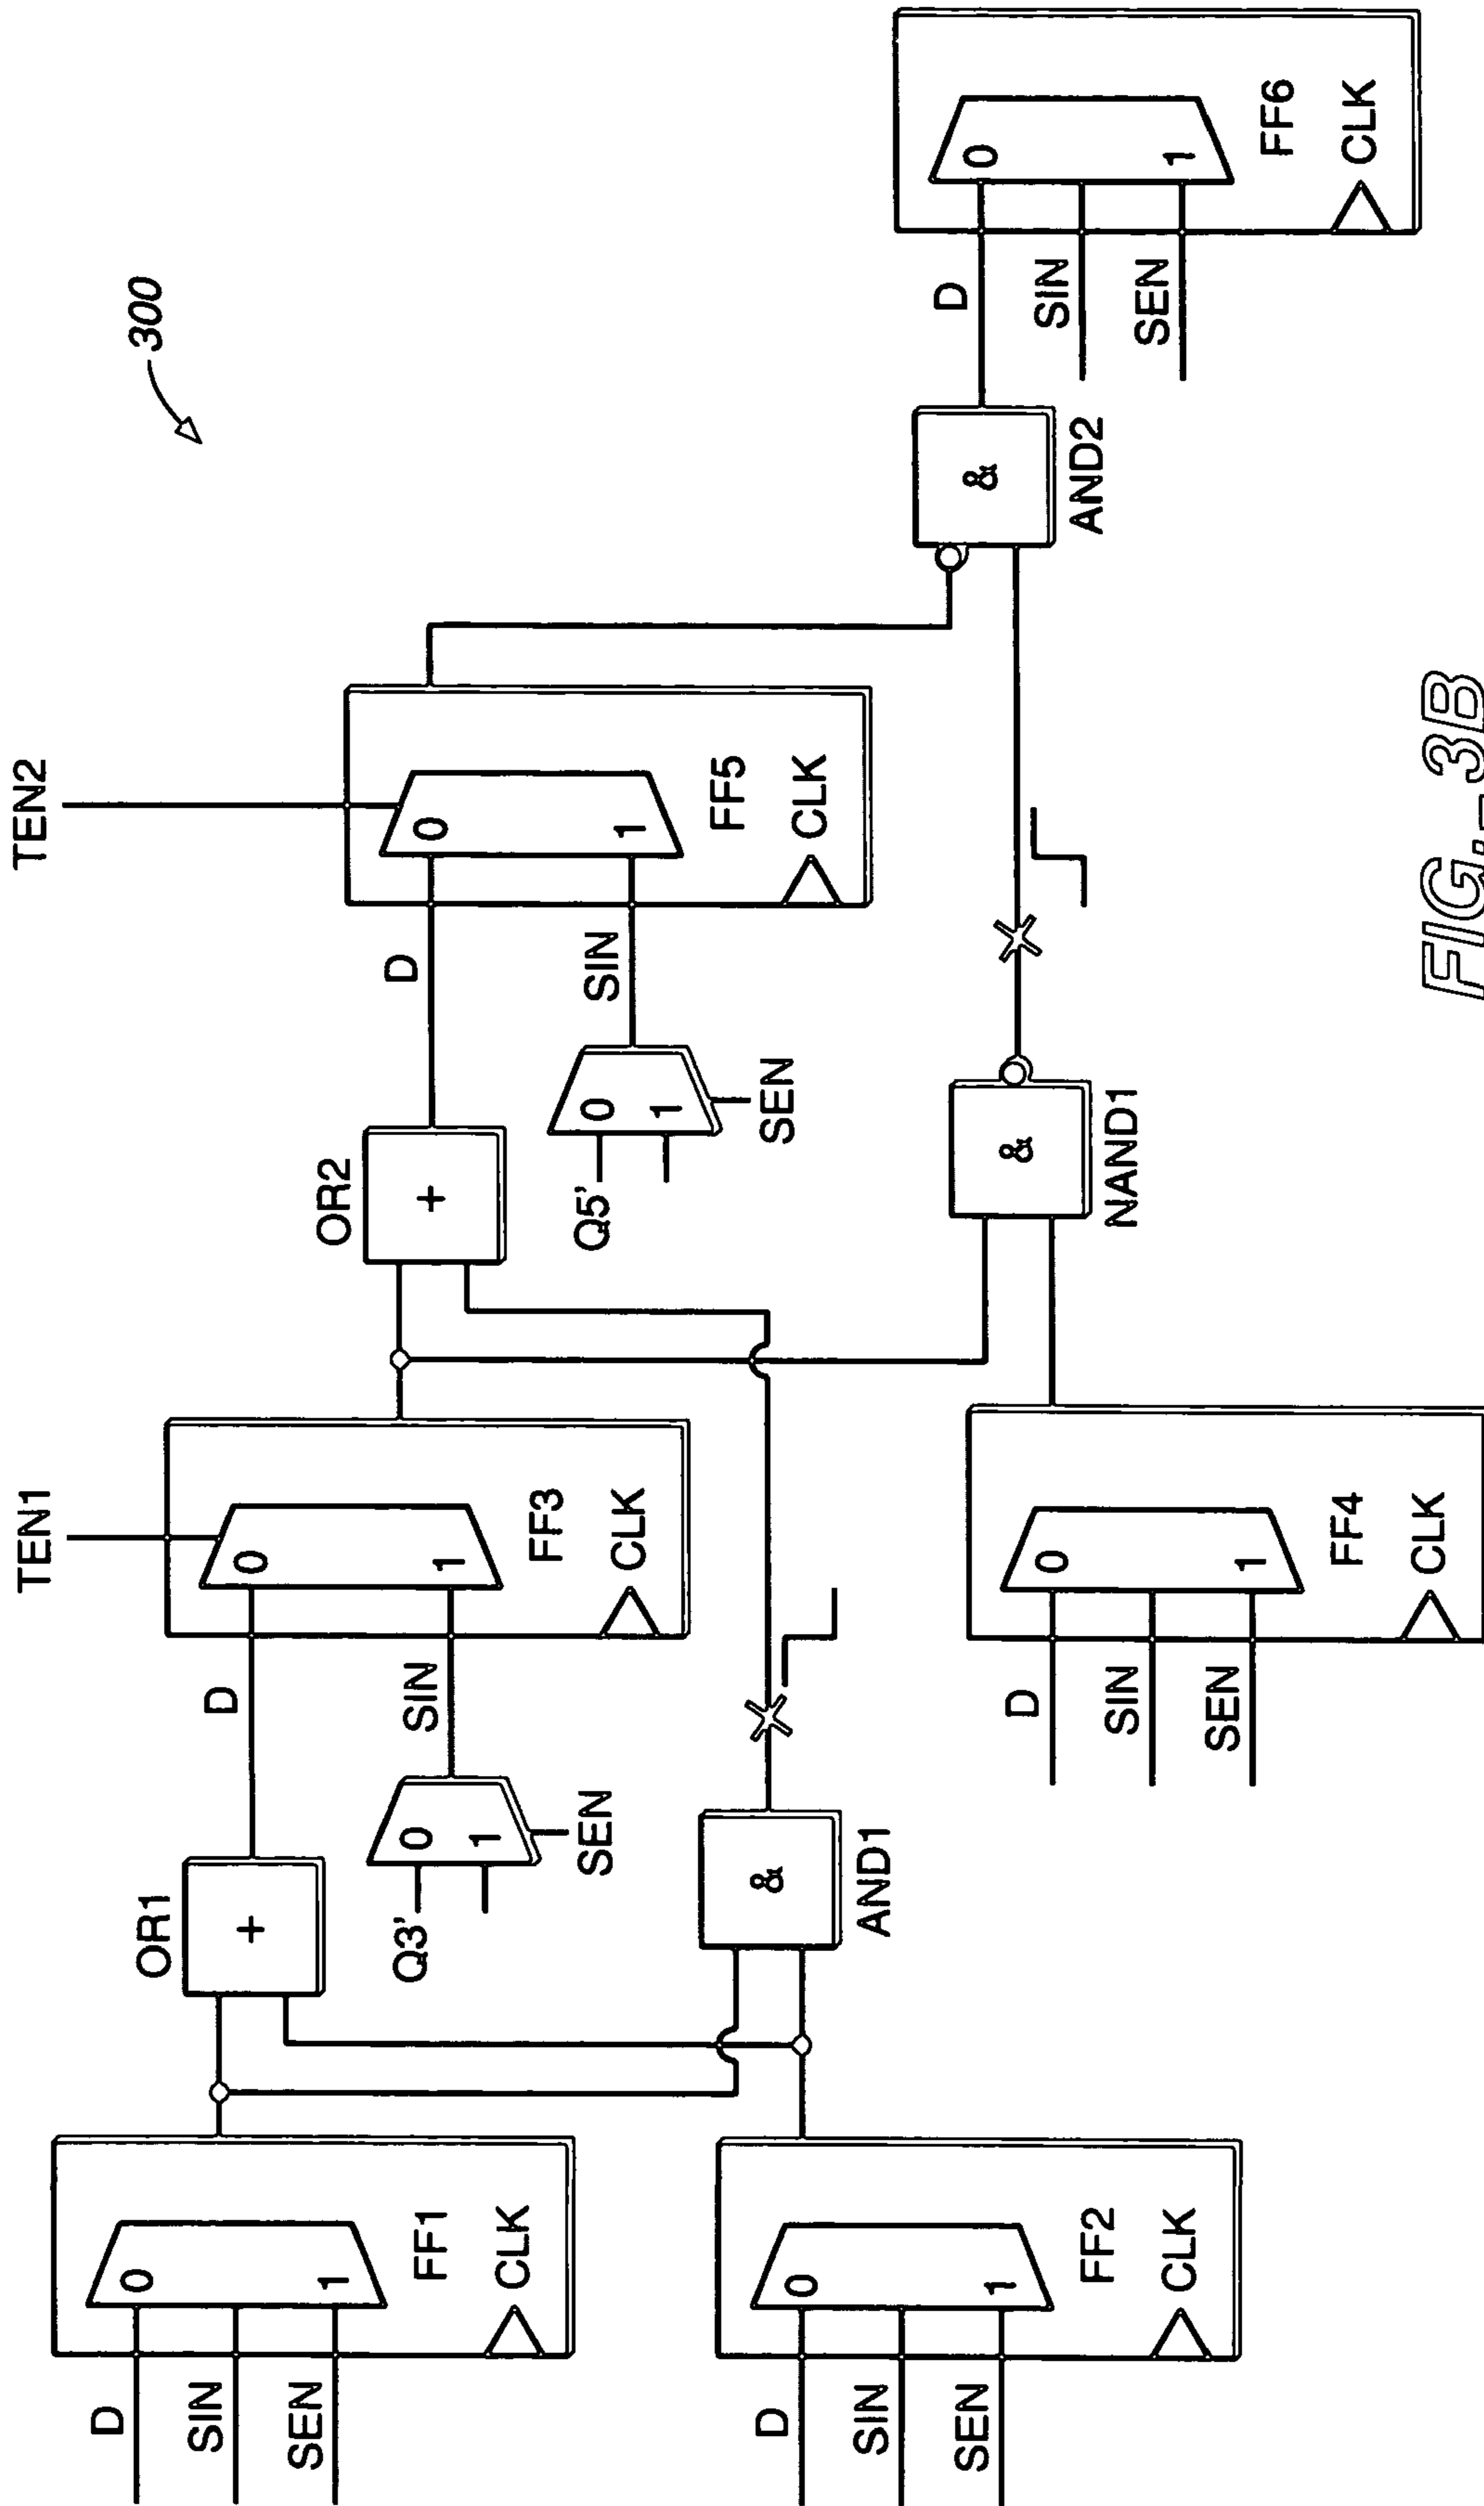 300
TEN1
TEN2
D
SIN
SEN
0
1
FF1
CLK
OR1
+
Q3'
0
1
SEN
D
SIN
0
1
FF3
CLK
OR2
+
Q5'
0
1
SEN
D
SIN
0
1
FF5
CLK
D
SIN
SEN
0
1
FF2
CLK
&
AND1
D
SIN
SEN
0
1
FF4
CLK
&
NAND1
&
AND2
D
SIN
SEN
0
1
FF6
CLK
FIG._3B